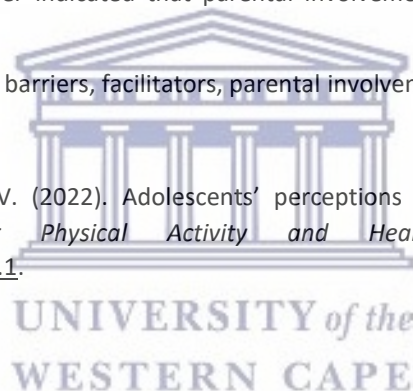 indicated that parental involveme
barriers, facilitators, parental involver
V. (2022). Adolescents’ perceptions
Physical Activity and Hea
.1.
UNIVERSITY of the
WESTERN CAPE